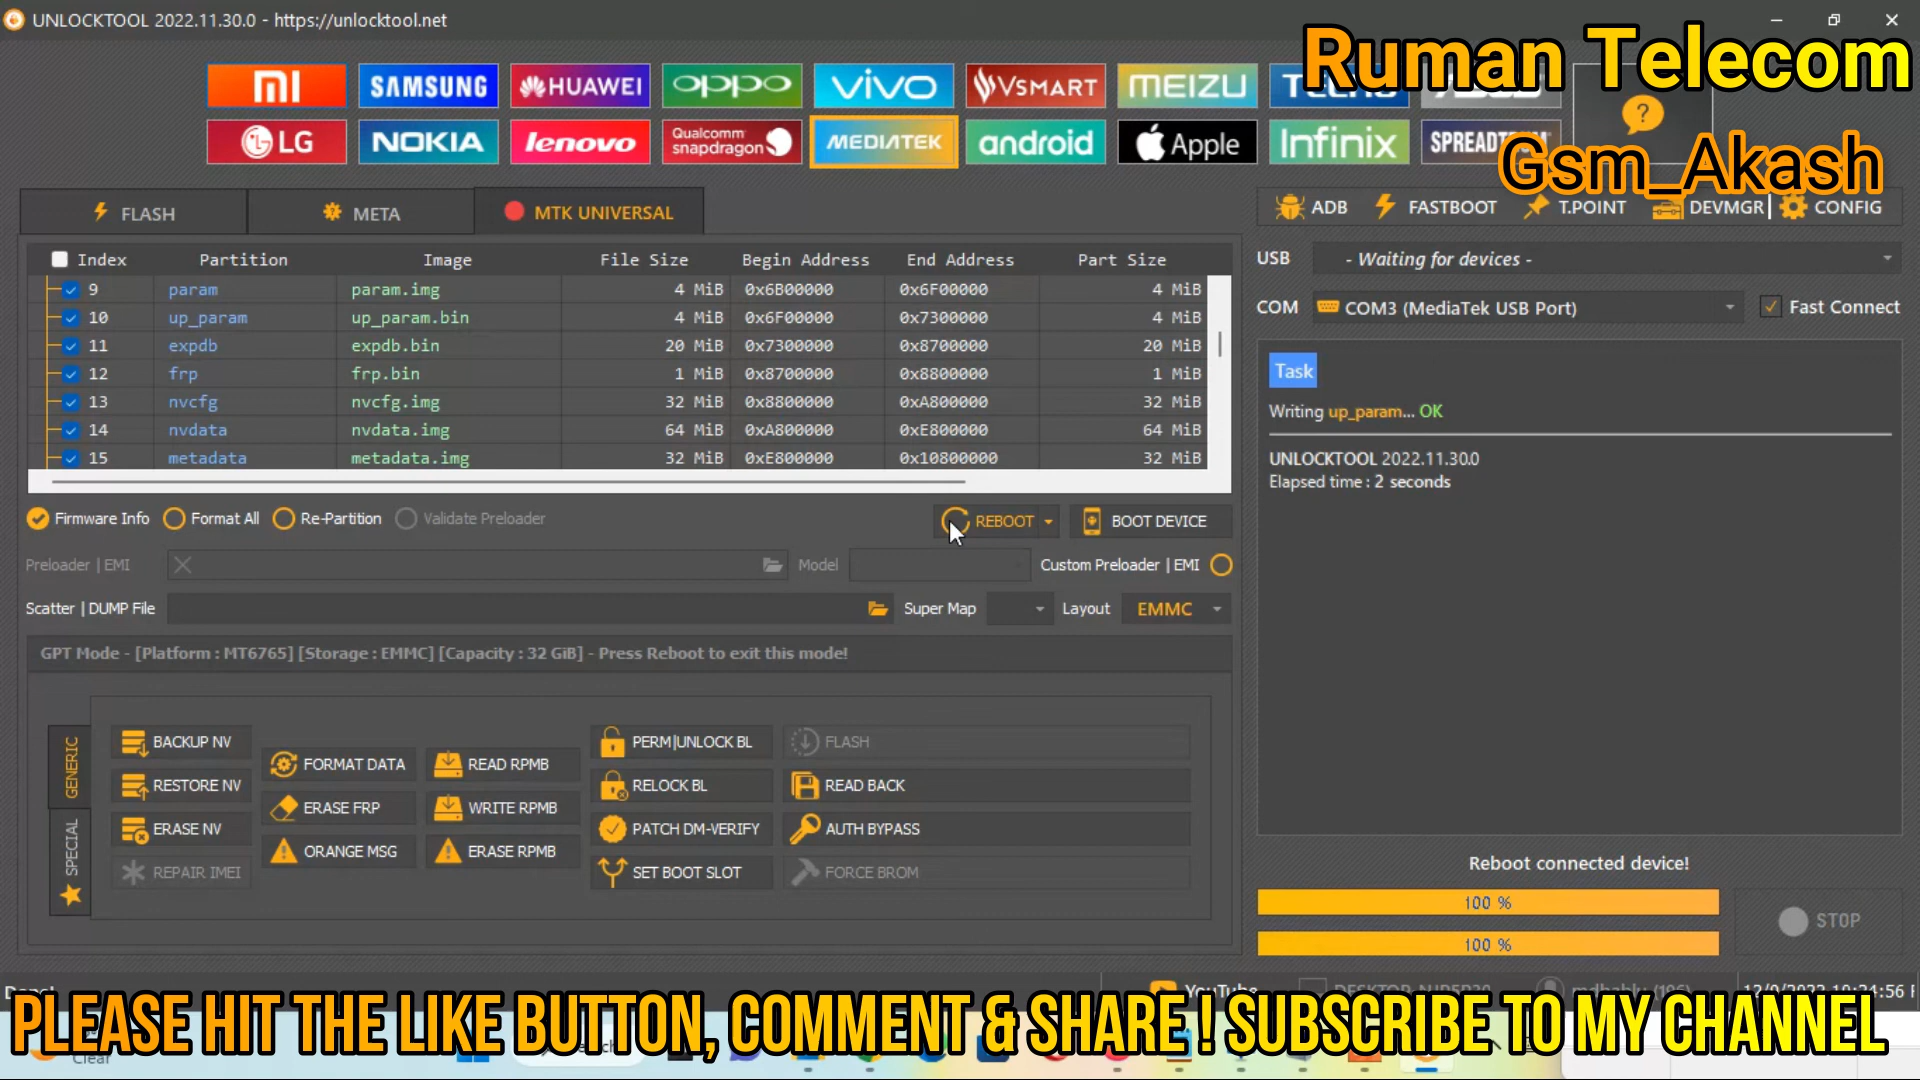 UNLOCKTOOL 2022.11.30.0 - https://unlocktool.net
Ruman Telecom
Gsm_Akash
MI SAMSUNG HUAWEI OPPO vivo VSMART MEIZU
LG NOKIA lenovo Qualcomm snapdragon MEDIATEK android Apple Infinix
FLASH META MTK UNIVERSAL
ADB FASTBOOT T.POINT DEVMGR CONFIG
Index Partition Image File Size Begin Address End Address Part Size
9 param param.img 4 MiB 0x6B00000 0x6F00000 4 MiB
10 up_param up_param.bin 4 MiB 0x6F00000 0x7300000 4 MiB
11 expdb expdb.bin 20 MiB 0x7300000 0x8700000 20 MiB
12 frp frp.bin 1 MiB 0x8700000 0x8800000 1 MiB
13 nvcfg nvcfg.img 32 MiB 0x8800000 0xA800000 32 MiB
14 nvdata nvdata.img 64 MiB 0xA800000 0xE800000 64 MiB
15 metadata metadata.img 32 MiB 0xE800000 0x10800000 32 MiB
USB - Waiting for devices -
COM COM3 (MediaTek USB Port) Fast Connect
Task
Writing up_param... OK
UNLOCKTOOL 2022.11.30.0
Elapsed time : 2 seconds
Firmware Info Format All Re-Partition Validate Preloader REBOOT BOOT DEVICE
Preloader | EMI Model Custom Preloader | EMI
Scatter | DUMP File Super Map Layout EMMC
GPT Mode - [Platform : MT6765] [Storage : EMMC] [Capacity : 32 GiB] - Press Reboot to exit this mode!
GENERIC
SPECIAL
BACKUP NV
RESTORE NV
ERASE NV
REPAIR IMEI
FORMAT DATA
ERASE FRP
ORANGE MSG
READ RPMB
WRITE RPMB
ERASE RPMB
PERM|UNLOCK BL
RELOCK BL
PATCH DM-VERIFY
SET BOOT SLOT
FLASH
READ BACK
AUTH BYPASS
FORCE BROM
Reboot connected device!
100 %
100 %
STOP
PLEASE HIT THE LIKE BUTTON, COMMENT & SHARE ! SUBSCRIBE TO MY CHANNEL
Clear